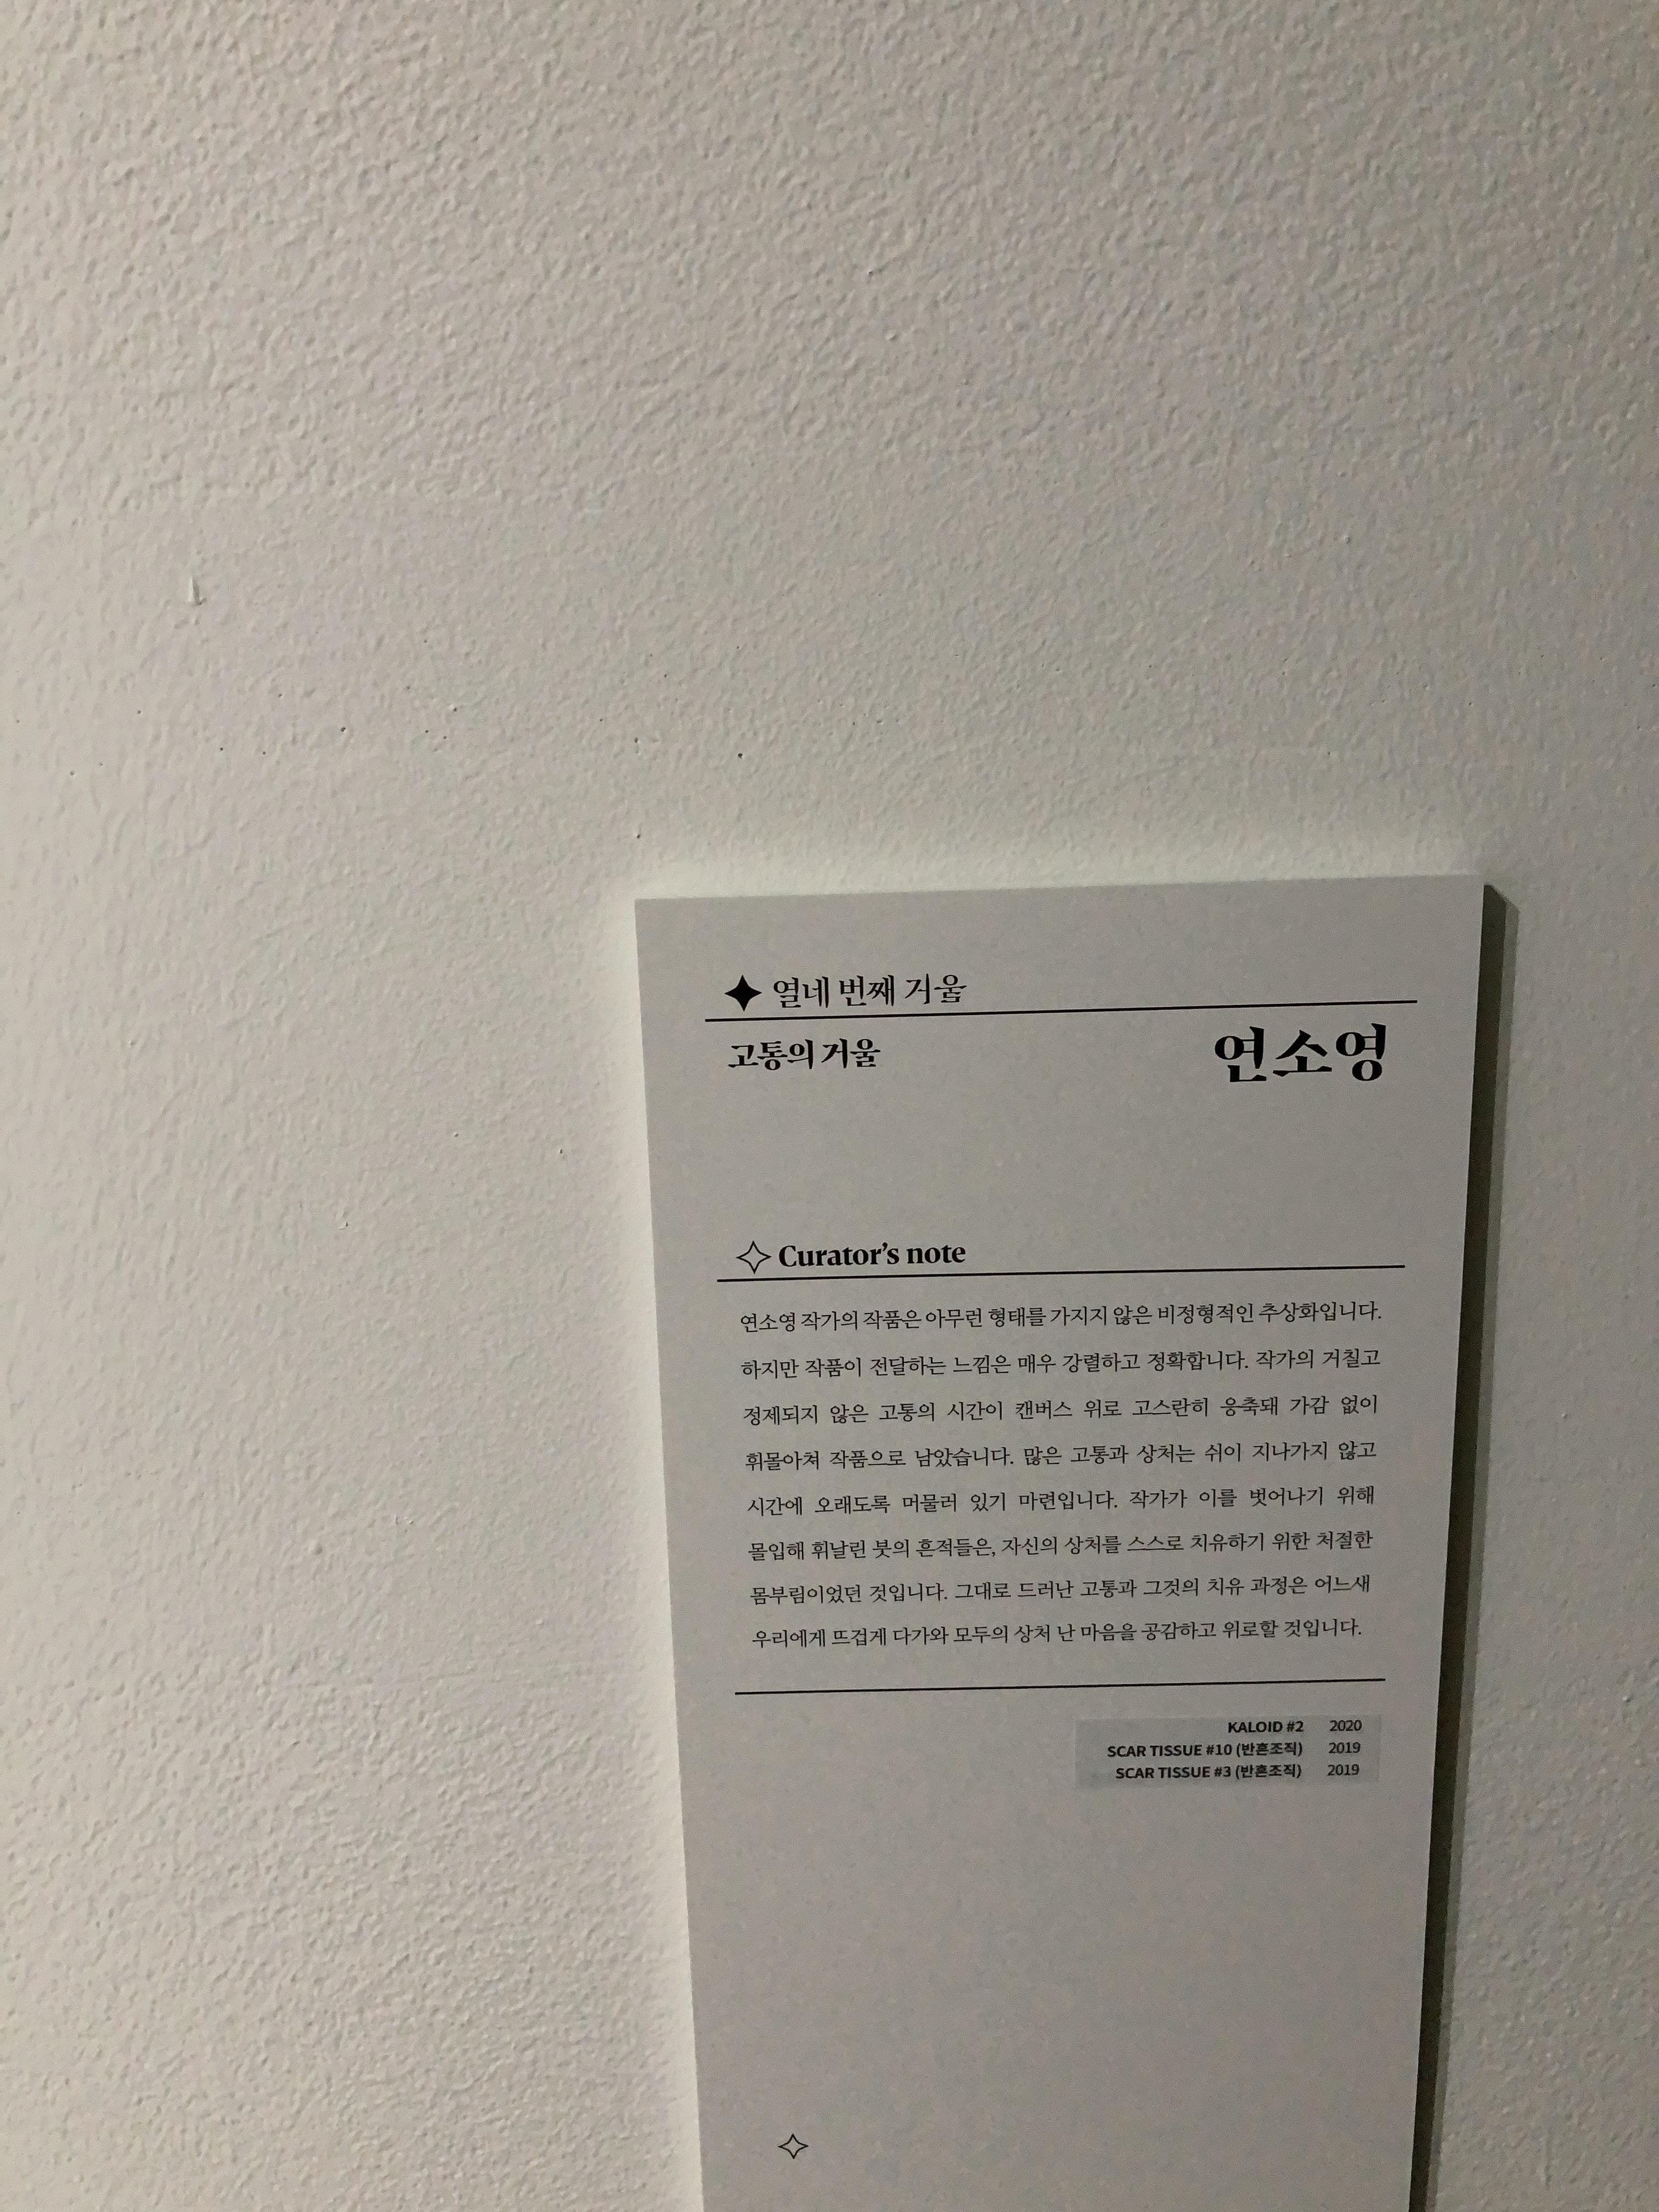 열네 번째 거울
고통의 거울
연소영
Curator's note
연소영 작가의 작품은 아무런 형태를 가지지 않은 비정형적인 추상화입니다.
하지만 작품이 전달하는 느낌은 매우 강렬하고 정확합니다. 작가의 거칠고
정제되지 않은 고통의 시간이 캔버스 위로 고스란히 응축돼 가감 없이
휘몰아쳐 작품으로 남았습니다. 많은 고통과 상처는 쉬이 지나가지 않고
시간에 오래도록 머물러 있기 마련입니다. 작가가 이를 벗어나기 위해
몰입해 휘날린 붓의 흔적들은, 자신의 상처를 스스로 치유하기 위한 처절한
몸부림이었던 것입니다. 그대로 드러난 고통과 그것의 치유 과정은 어느새
우리에게 뜨겁게 다가와 모두의 상처 난 마음을 공감하고 위로할 것입니다.
KALOID #2 2020
SCAR TISSUE #10 (반흔조직) 2019
SCAR TISSUE #3 (반흔조직) 2019